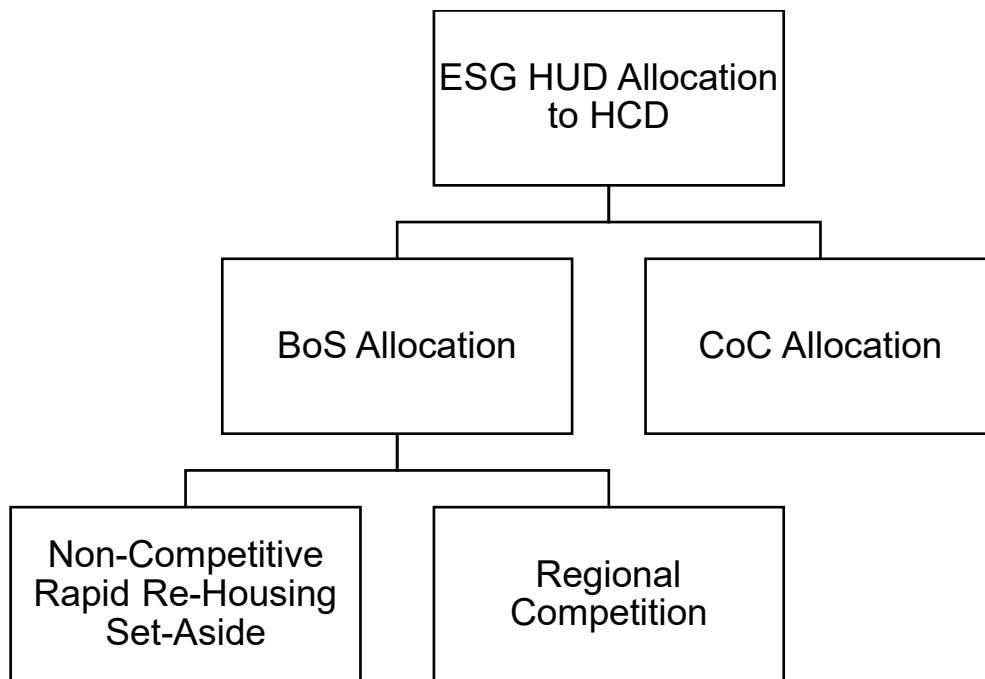 ESG HUD Allocation
to HCD
BoS Allocation
CoC Allocation
Non-Competitive
Rapid Re-Housing
Set-Aside
Regional
Competition